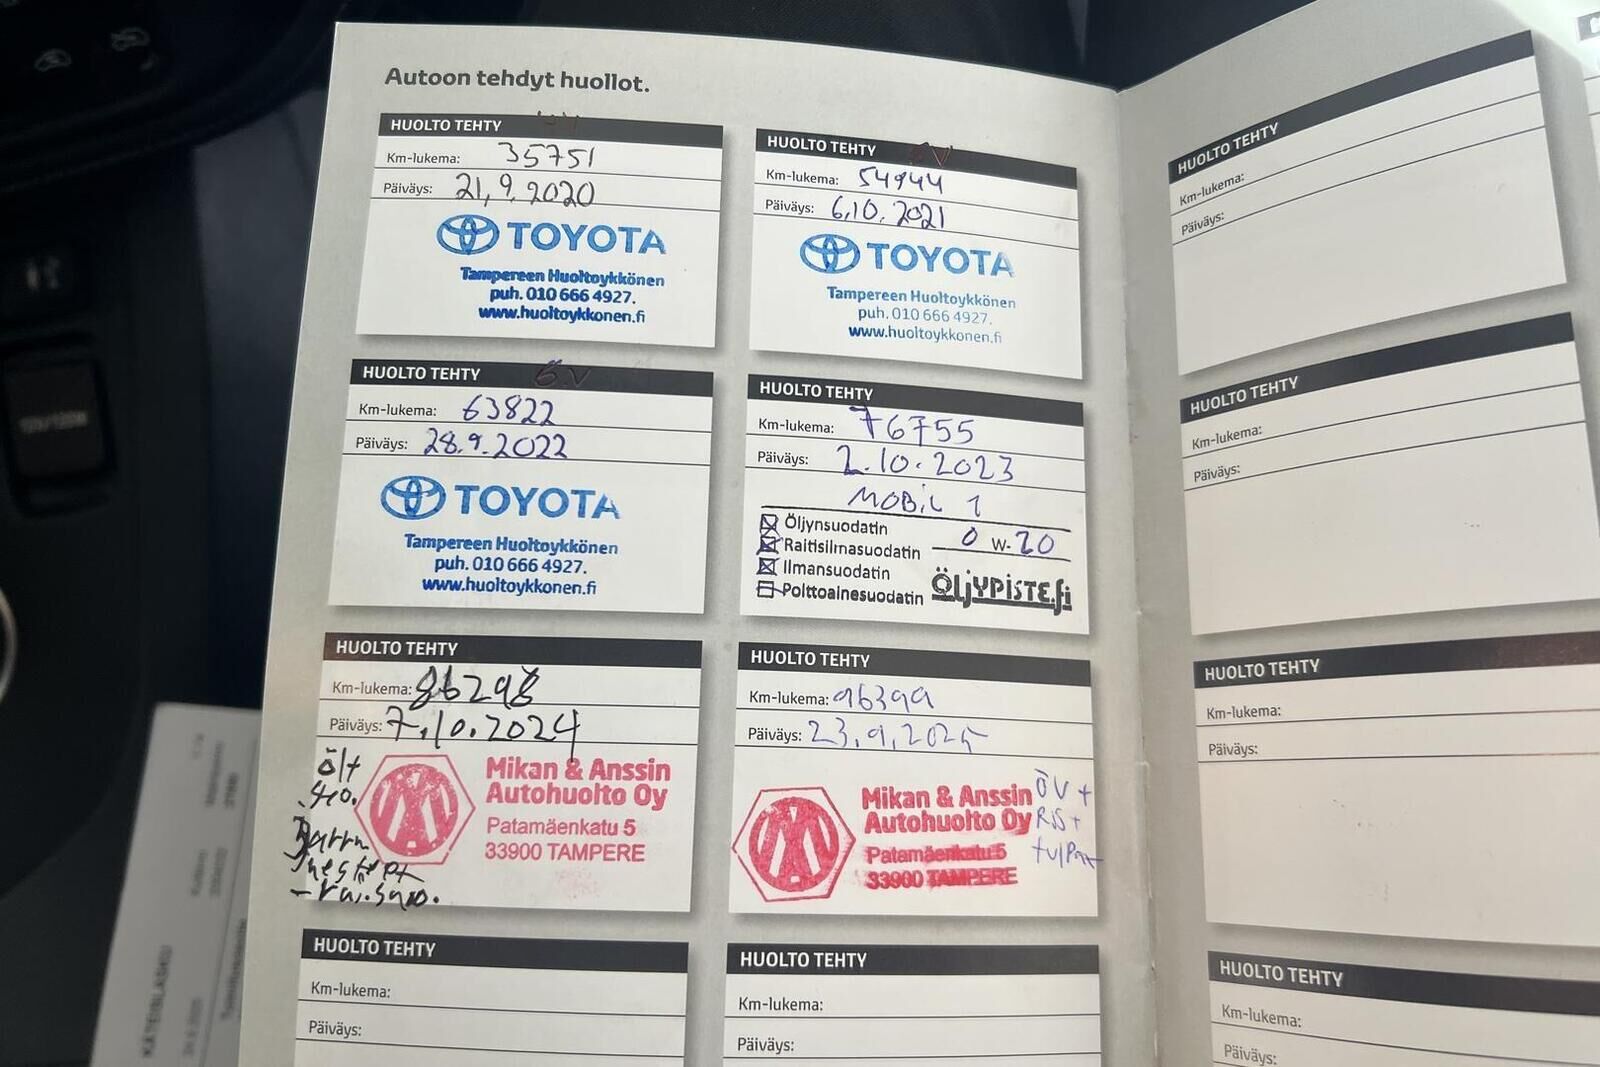 Autoon tehdyt huollot.
HUOLTO TEHTY
Km-lukema: 35751
Päiväys: 21.9.2020
TOYOTA
Tampereen Huoltoykkönen
puh. 010 666 4927.
www.huoltoykkonen.fi
HUOLTO TEHTY
Km-lukema: 54944
Päiväys: 6.10.2021
TOYOTA
Tampereen Huoltoykkönen
puh. 010 666 4927.
www.huoltoykkonen.fi
HUOLTO TEHTY
Km-lukema: 63822
Päiväys: 28.9.2022
TOYOTA
Tampereen Huoltoykkönen
puh. 010 666 4927.
www.huoltoykkonen.fi
HUOLTO TEHTY
Km-lukema: 76755
Päiväys: 2.10.2023
MOBIL 1
Öljynsuodatin
Raitisilmasuodatin 0 W-20
Ilmansuodatin
Polttoainesuodatin ÖLJYPISTE.fi
HUOLTO TEHTY
Km-lukema: 86298
Päiväys: 7.10.2024
Mikan & Anssin
Autohuolto Oy
Patamäenkatu 5
33900 TAMPERE
HUOLTO TEHTY
Km-lukema: 96399
Päiväys: 23.9.2025
Mikan & Anssin ÖV+
Autohuolto Oy RS+
Patamäenkatu 5
33900 TAMPERE
HUOLTO TEHTY
Km-lukema:
Päiväys:
HUOLTO TEHTY
Km-lukema:
Päiväys:
HUOLTO TEHTY
Km-lukema:
Päiväys:
HUOLTO TEHTY
Km-lukema:
Päiväys:
HUOLTO TEHTY
Km-lukema:
Päiväys:
HUOLTO TEHTY
Km-lukema:
Päiväys:
KÄTEISLASKU